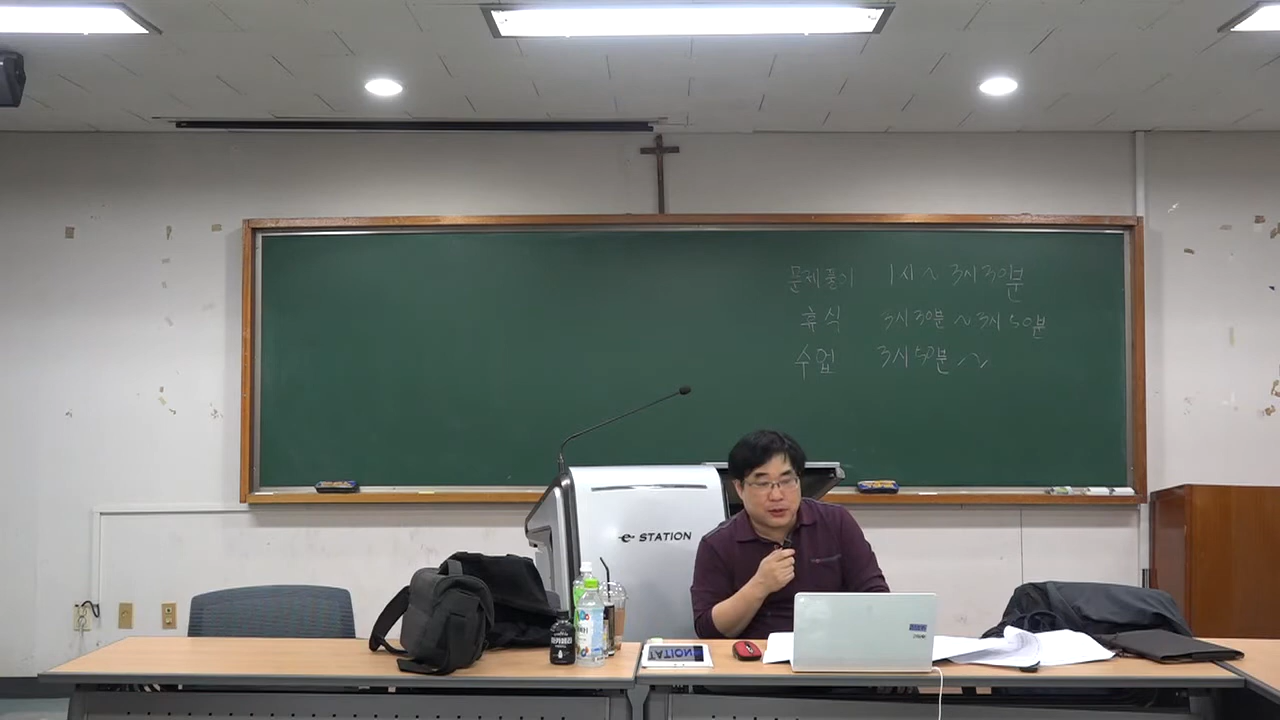 문제풀이 1시 ~ 3시 30분
휴식 3시 30분 ~ 3시 50분
수업 3시 50분 ~
e- STATION